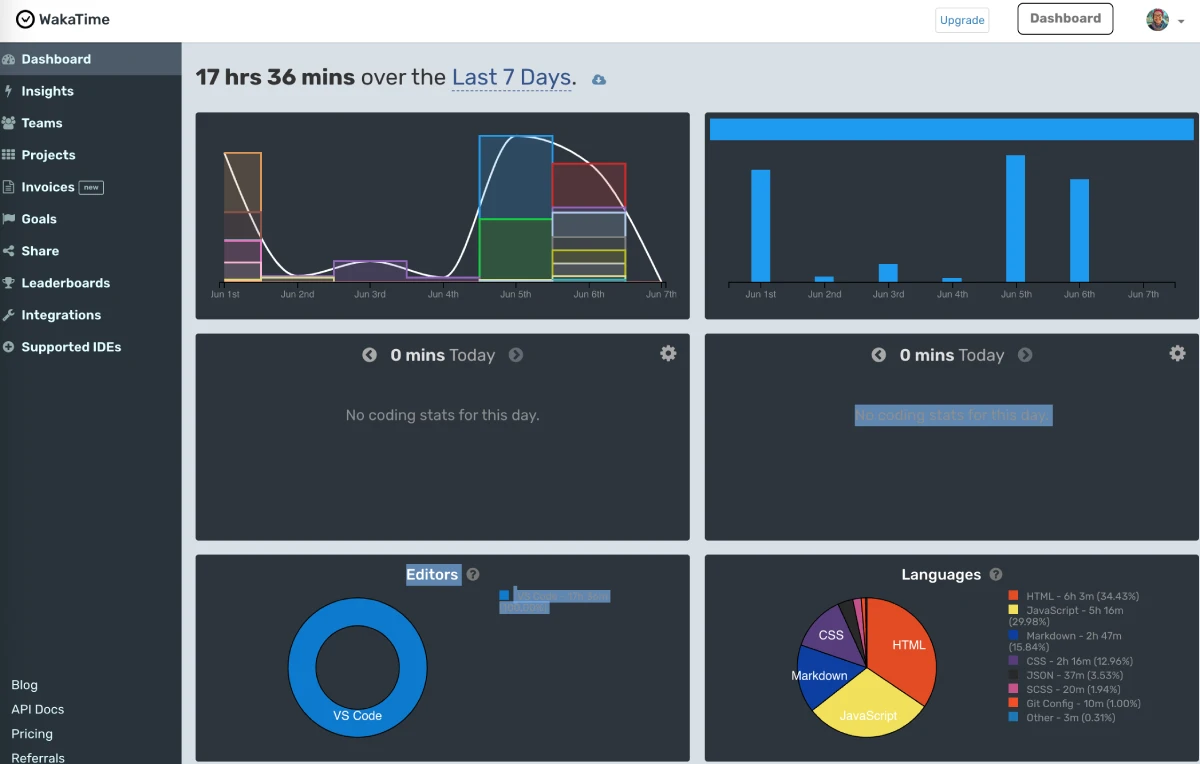 WakaTime
Upgrade
Dashboard
Dashboard
Insights
Teams
Projects
Invoices new
Goals
Share
Leaderboards
Integrations
Supported IDEs
Blog
API Docs
Pricing
Referrals
17 hrs 36 mins over the Last 7 Days.
Jun 1st Jun 2nd Jun 3rd Jun 4th Jun 5th Jun 6th Jun 7th
Jun 1st Jun 2nd Jun 3rd Jun 4th Jun 5th Jun 6th Jun 7th
0 mins Today
No coding stats for this day.
0 mins Today
No coding stats for this day.
Editors ?
VS Code - 17h 36m
(100.00%)
VS Code
Languages ?
HTML
JavaScript
Markdown
CSS
HTML - 6h 3m (34.43%)
JavaScript - 5h 16m
(29.98%)
Markdown - 2h 47m
(15.84%)
CSS - 2h 16m (12.96%)
JSON - 37m (3.53%)
SCSS - 20m (1.94%)
Git Config - 10m (1.00%)
Other - 3m (0.31%)